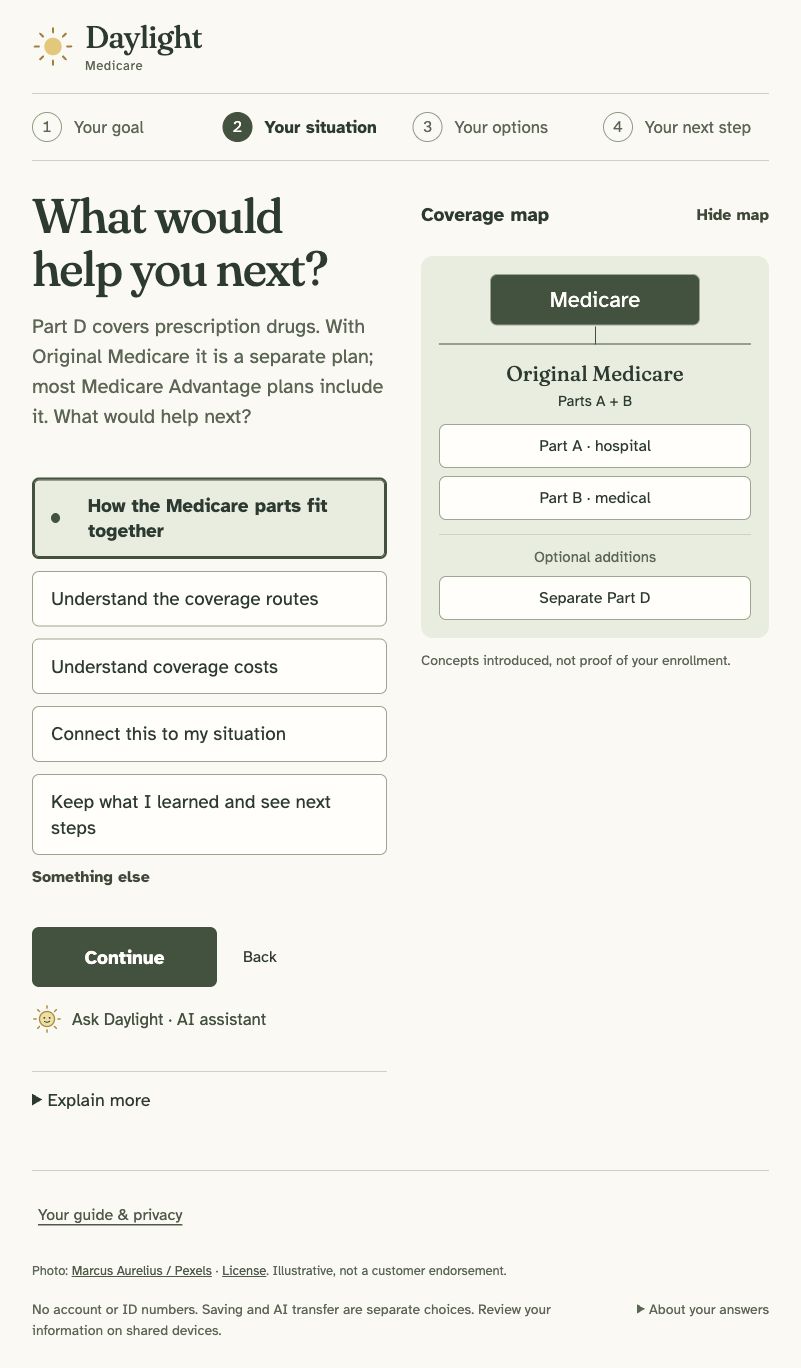 Daylight
Medicare
1 Your goal
2 Your situation
3 Your options
4 Your next step
What would
help you next?
Part D covers prescription drugs. With
Original Medicare it is a separate plan;
most Medicare Advantage plans include
it. What would help next?
How the Medicare parts fit
together
Understand the coverage routes
Understand coverage costs
Connect this to my situation
Keep what I learned and see next
steps
Something else
Continue
Back
Ask Daylight · AI assistant
Explain more
Coverage map
Hide map
Medicare
Original Medicare
Parts A + B
Part A · hospital
Part B · medical
Optional additions
Separate Part D
Concepts introduced, not proof of your enrollment.
Your guide & privacy
Photo: Marcus Aurelius / Pexels · License. Illustrative, not a customer endorsement.
No account or ID numbers. Saving and AI transfer are separate choices. Review your
information on shared devices.
About your answers